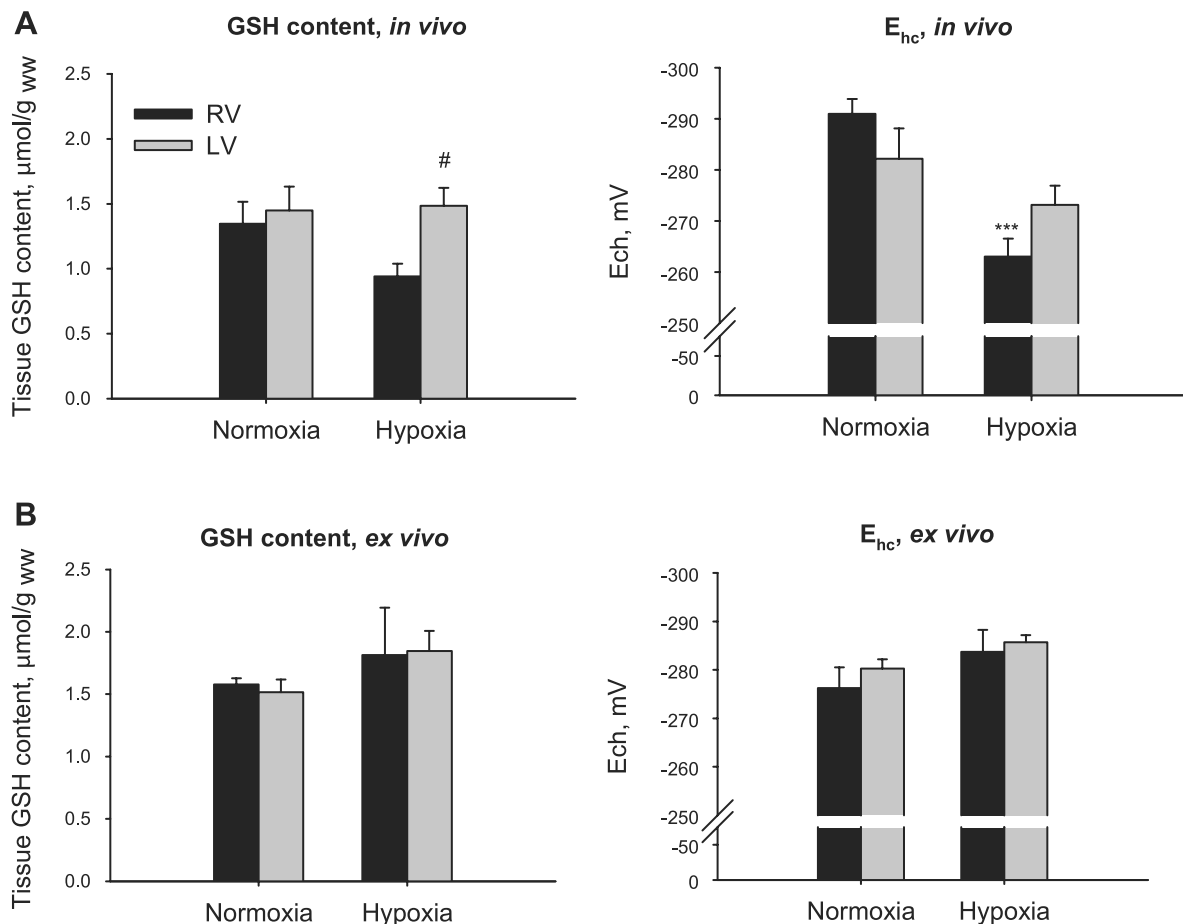 A
GSH content, in vivo
Tissue GSH content, µmol/g ww
2.5
2.0
1.5
1.0
0.5
0.0
RV
LV
#
Normoxia
Hypoxia
Ehc, in vivo
Ech, mV
-300
-290
-280
-270
-260
-250
-50
0
***
Normoxia
Hypoxia
B
GSH content, ex vivo
Tissue GSH content, µmol/g ww
2.5
2.0
1.5
1.0
0.5
0.0
Normoxia
Hypoxia
Ehc, ex vivo
Ech, mV
-300
-290
-280
-270
-260
-250
-50
0
Normoxia
Hypoxia